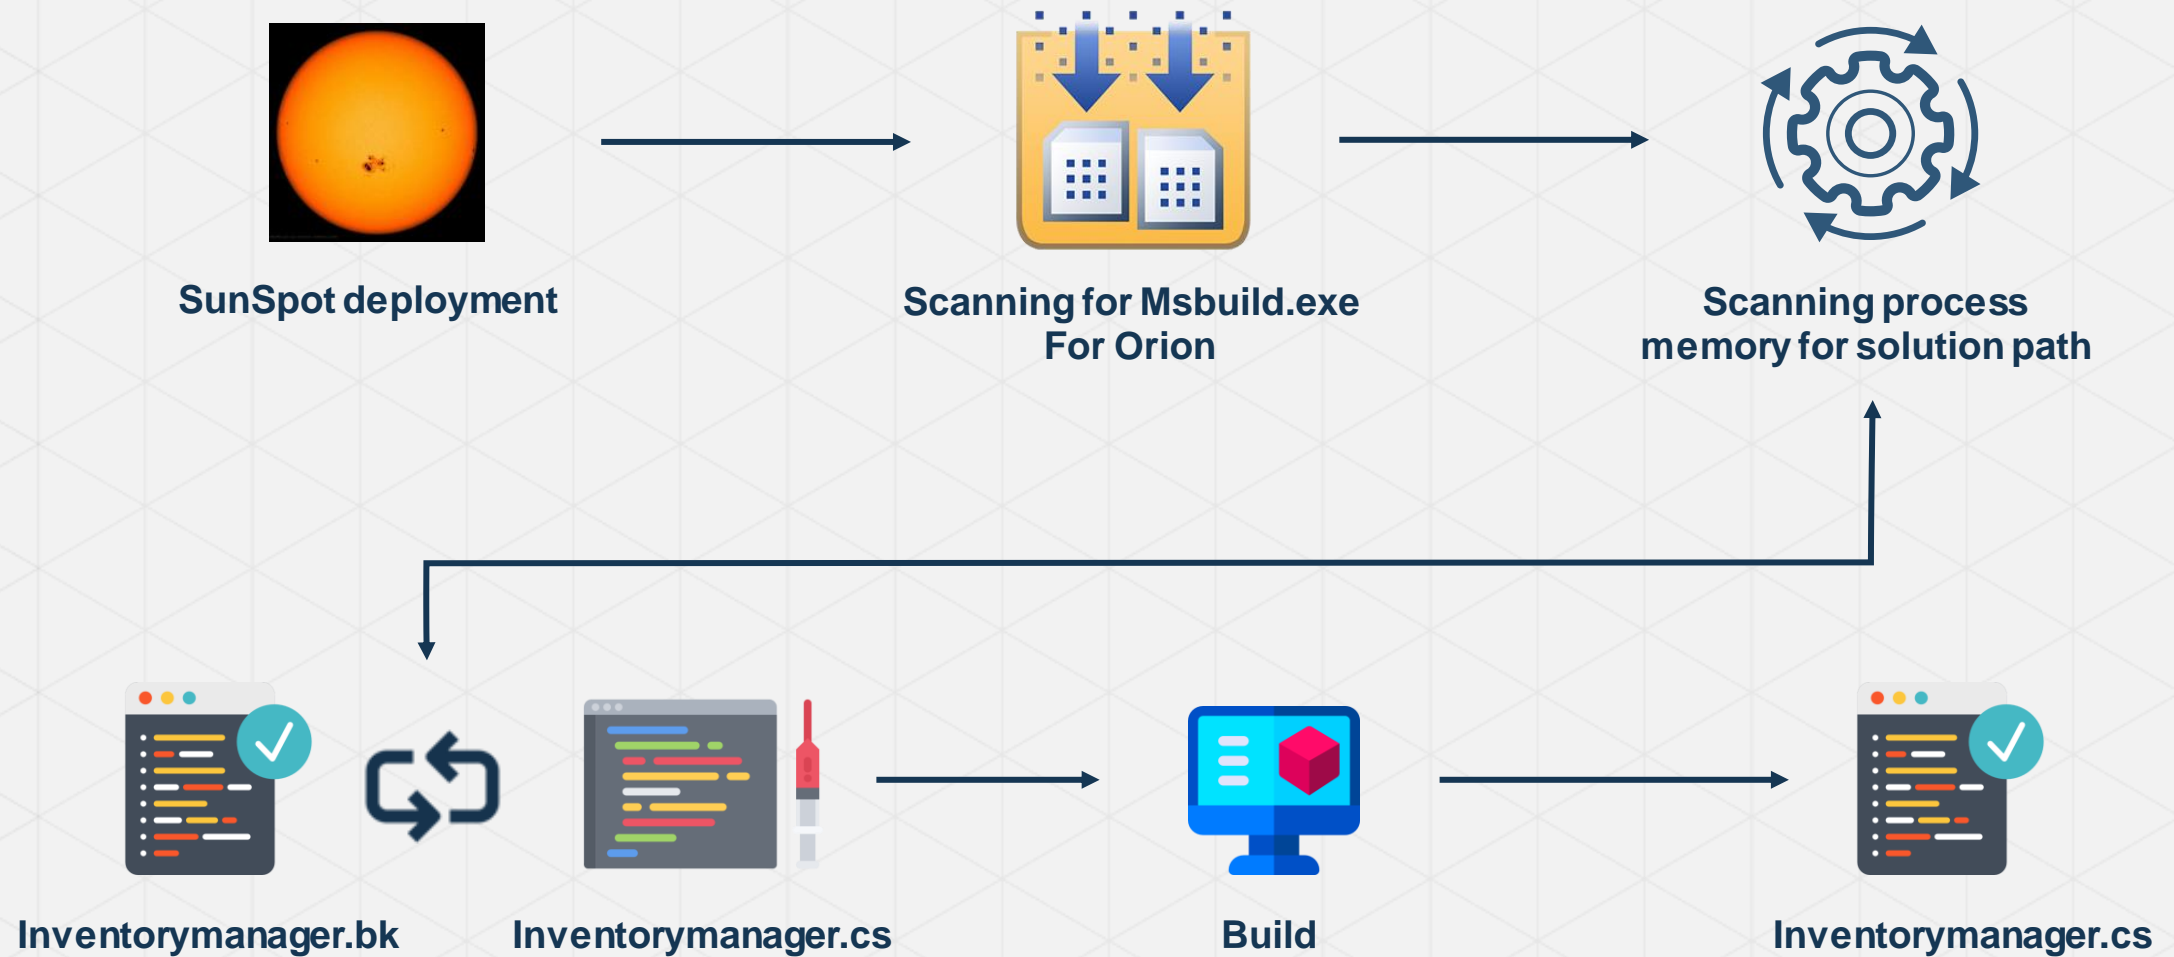 SunSpot deployment
Scanning for Msbuild.exe
For Orion
Scanning process
memory for solution path
Inventorymanager.bk
Inventorymanager.cs
Build
Inventorymanager.cs